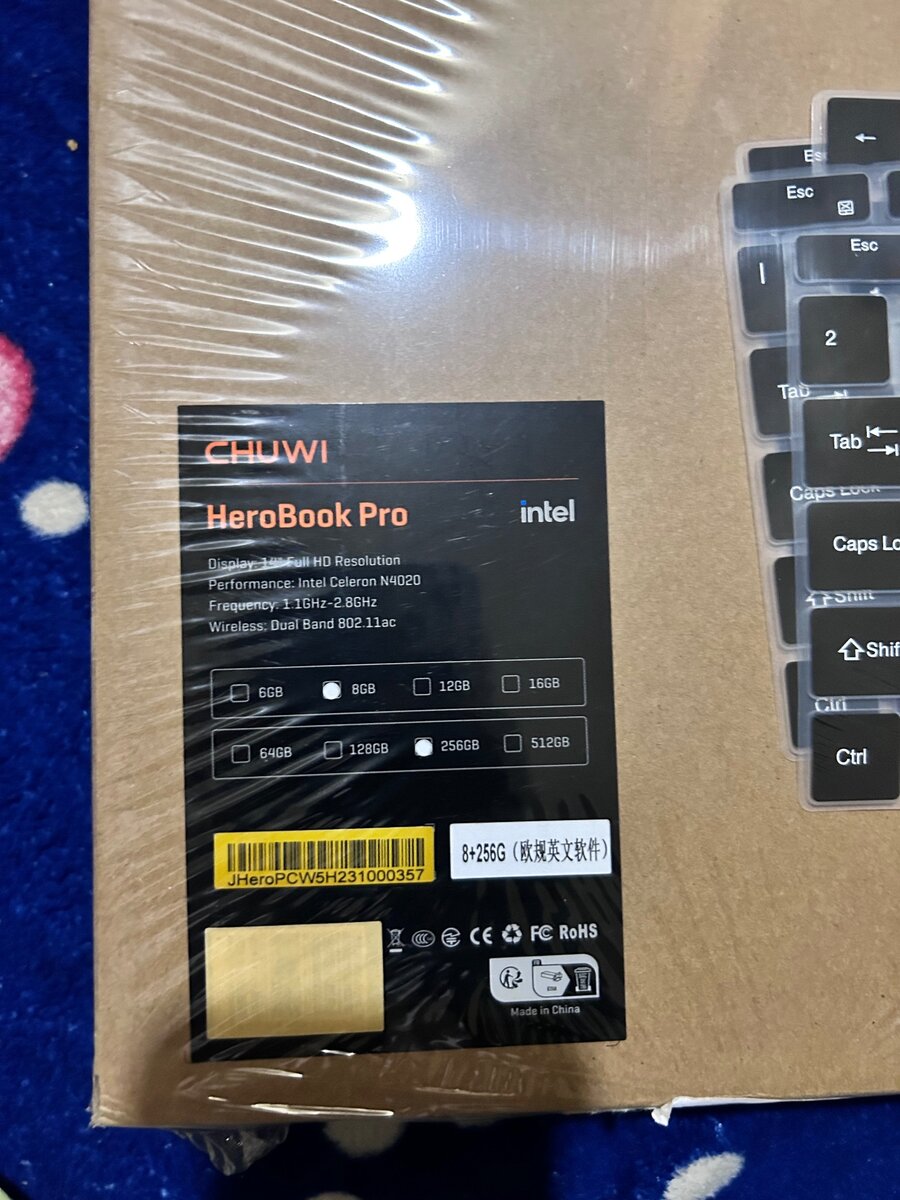 CHUWI
HeroBook Pro
intel
Display: 14" Full HD Resolution
Performance: Intel Celeron N4020
Frequency: 1.1GHz-2.8GHz
Wireless: Dual Band 802.11ac
6GB 8GB 12GB 16GB
64GB 128GB 256GB 512GB
JHeroPCW5H231000357
8+256G (欧规英文软件)
CE FC RoHS
Made in China
Esc
Esc
Esc
2
Tab
Tab
Caps Lock
Caps Lo
Shift
Shif
Ctrl
Ctrl